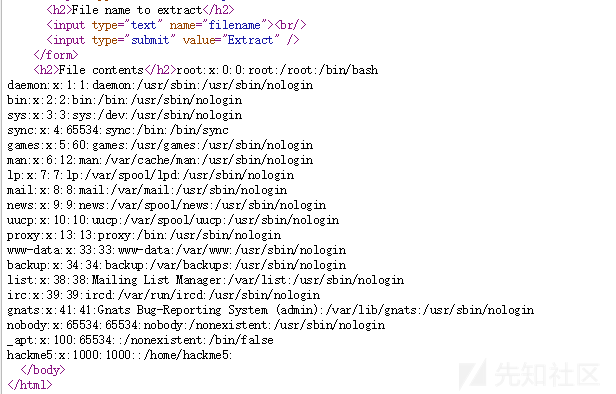 <h2>File name to extract</h2>
<input type="text" name="filename"><br/>
<input type="submit" value="Extract" />
</form>
<h2>File contents</h2>root:x:0:0:root:/root:/bin/bash
daemon:x:1:1:daemon:/usr/sbin:/usr/sbin/nologin
bin:x:2:2:bin:/bin:/usr/sbin/nologin
sys:x:3:3:sys:/dev:/usr/sbin/nologin
sync:x:4:65534:sync:/bin:/bin/sync
games:x:5:60:games:/usr/games:/usr/sbin/nologin
man:x:6:12:man:/var/cache/man:/usr/sbin/nologin
lp:x:7:7:lp:/var/spool/lpd:/usr/sbin/nologin
mail:x:8:8:mail:/var/mail:/usr/sbin/nologin
news:x:9:9:news:/var/spool/news:/usr/sbin/nologin
uucp:x:10:10:uucp:/var/spool/uucp:/usr/sbin/nologin
proxy:x:13:13:proxy:/bin:/usr/sbin/nologin
www-data:x:33:33:www-data:/var/www:/usr/sbin/nologin
backup:x:34:34:backup:/var/backups:/usr/sbin/nologin
list:x:38:38:Mailing List Manager:/var/list:/usr/sbin/nologin
irc:x:39:39:ircd:/var/run/ircd:/usr/sbin/nologin
gnats:x:41:41:Gnats Bug-Reporting System (admin):/var/lib/gnats:/usr/sbin/nologin
nobody:x:65534:65534:nobody:/nonexistent:/usr/sbin/nologin
_apt:x:100:65534::/nonexistent:/bin/false
hackme5:x:1000:1000::/home/hackme5:
</body>
</html>
先知社区